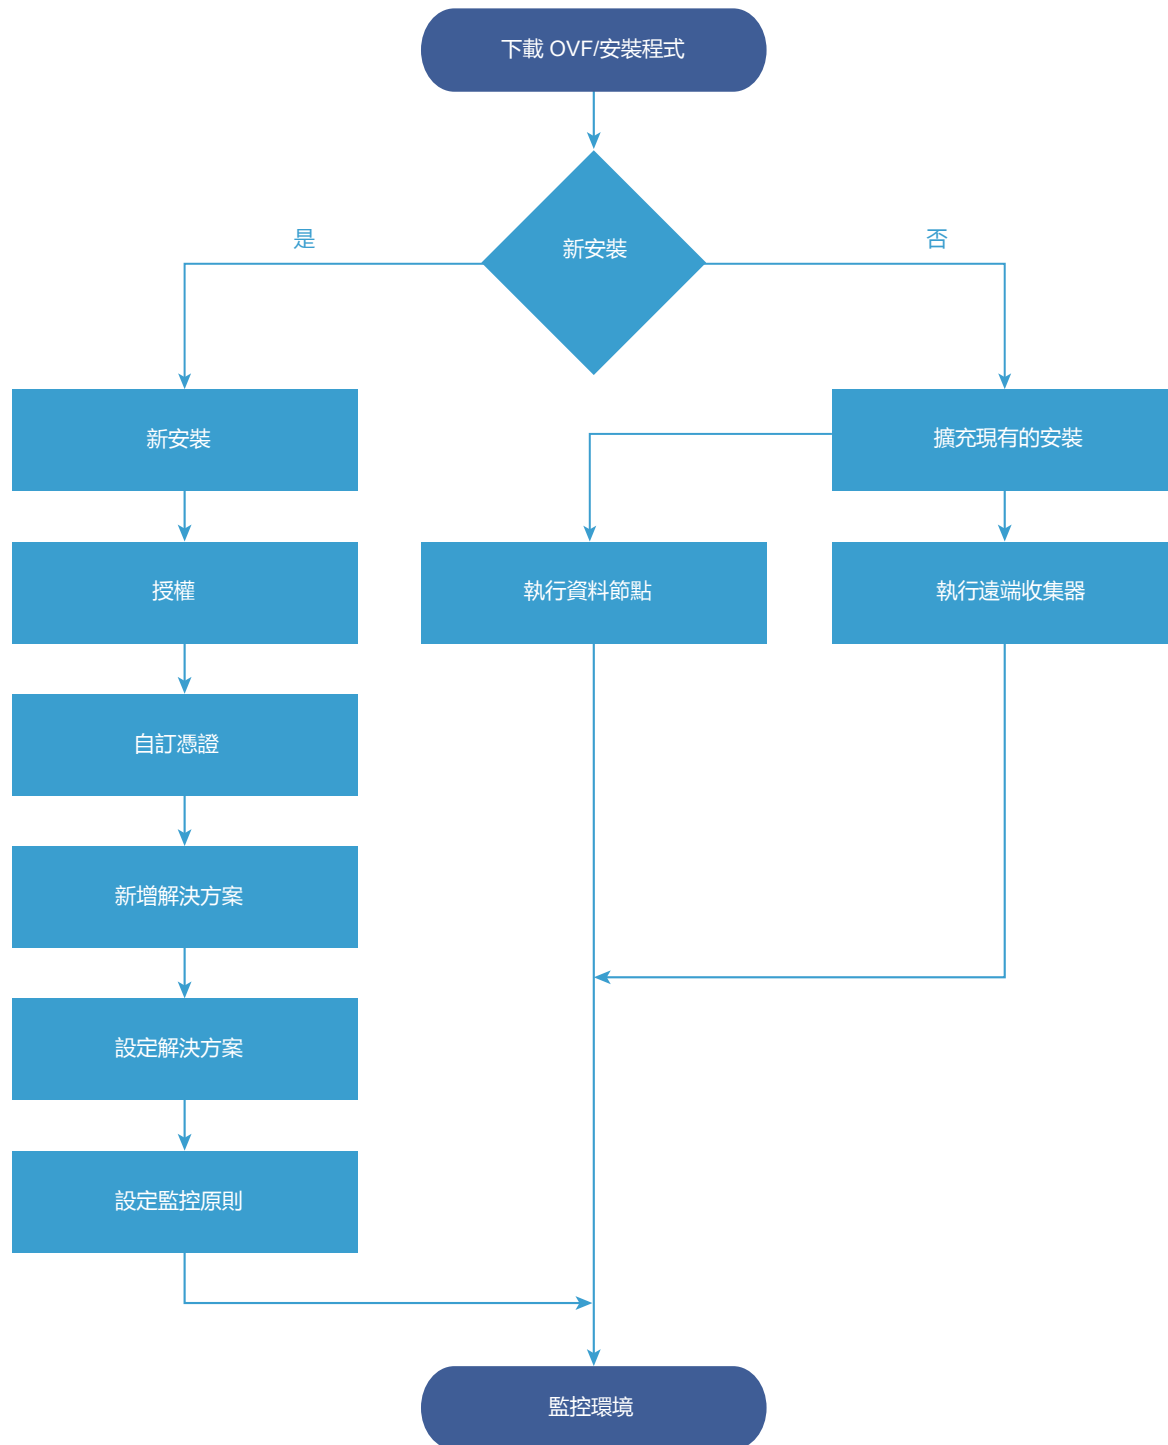 下載 OVF/安裝程式
新安裝
是
否
新安裝
擴充現有的安裝
授權
執行資料節點
執行遠端收集器
自訂憑證
新增解決方案
設定解決方案
設定監控原則
監控環境